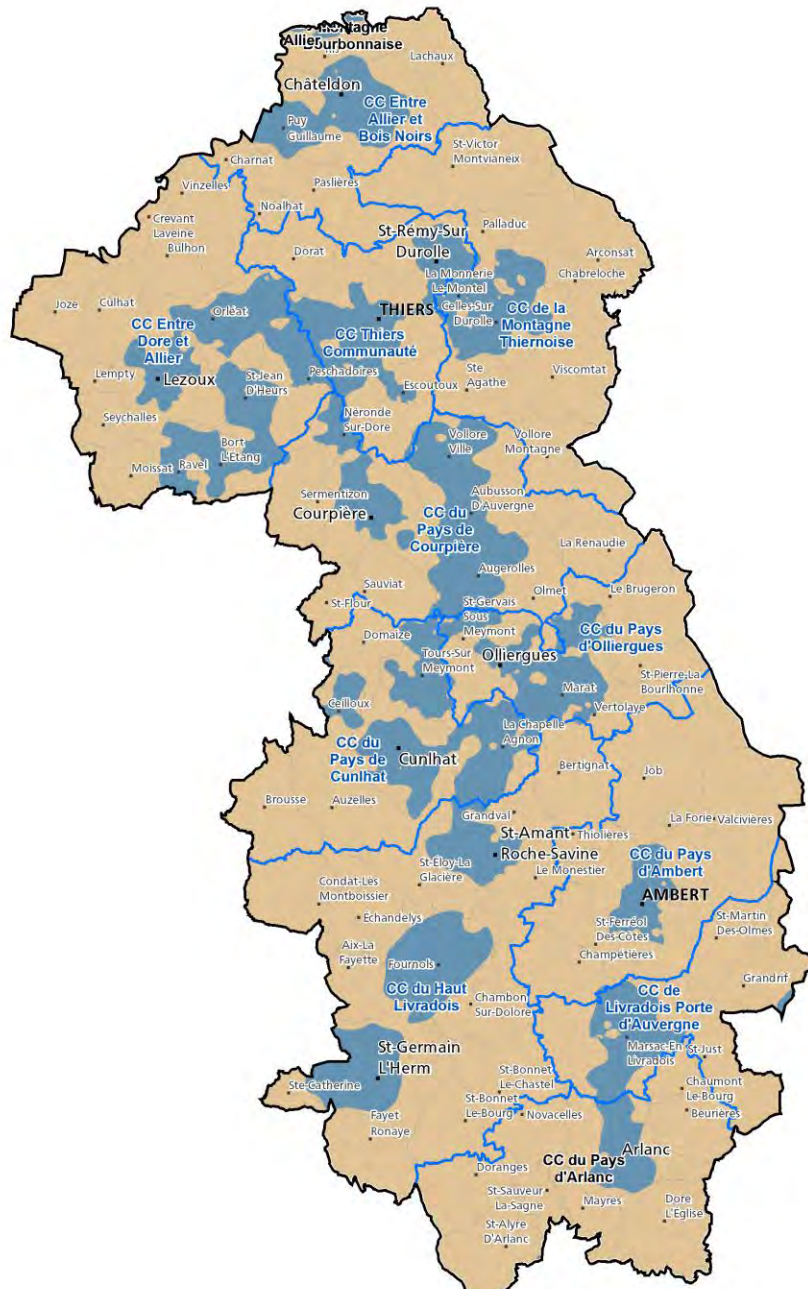 Montagne
Allier
Bourbonnaise
Ris
Lachaux
Châteldon
CC Entre
Allier et
Bois Noirs
Puy
Guillaume
St-Victor
Montvianeix
Charnat
Vinzelles
Paslières
Noalhat
Crevant
Laveine
Bulhon
St-Rémy-Sur
Durolle
Palladuc
Dorat
Arconsat
Chabreloche
La Monnerie
Le-Montel
Joze
Culhat
Orléat
THIERS
Celles-Sur
Durolle
CC de la
Montagne
Thiernoise
CC Entre
Dore et
Allier
CC Thiers
Communauté
Lempty
Lezoux
St-Jean
D'Heurs
Peschadoires
Escoutoux
Ste
Agathe
Viscomtat
Seychalles
Néronde
Sur-Dore
Vollore
Ville
Vollore
Montagne
Bort
L'Etang
Moissat
Ravel
Sermentizon
Courpière
CC du
Pays de
Courpière
Aubusson
D'Auvergne
La Renaudie
Augerolles
Sauviat
Olmet
Le Brugeron
St-Flour
St-Gervais
Sous
Meymont
Domaize
CC du Pays
d'Olliergues
Tours-Sur
Meymont
Olliergues
St-Pierre-La
Bourlhonne
Marat
Ceilloux
Vertolaye
La Chapelle
Agnon
CC du
Pays de
Cunlhat
Cunlhat
Bertignat
Job
Brousse
Auzelles
Grandval
La Forie
Valcivières
St-Amant
Roche-Savine
Thiolières
St-Eloy-La
Glacière
Le Monestier
CC du Pays
d'Ambert
AMBERT
Condat-Lès
Montboissier
Échandelys
St-Ferréol
Des-Côtes
St-Martin
Des-Olmes
Aix-La
Fayette
Fournols
Champétières
Grandrif
CC du Haut
Livradois
Chambon
Sur-Dolore
CC de
Livradois Porte
d'Auvergne
Marsac-En
Livradois
St-Just
St-Germain
L'Herm
Ste-Catherine
St-Bonnet
Le-Chastel
Chaumont
Le-Bourg
St-Bonnet
Le-Bourg
Novacelles
Beurières
Fayet
Ronaye
Arlanc
CC du Pays
d'Arlanc
Doranges
St-Sauveur
La-Sagne
Mayres
Dore
L'Eglise
St-Alyre
D'Arlanc